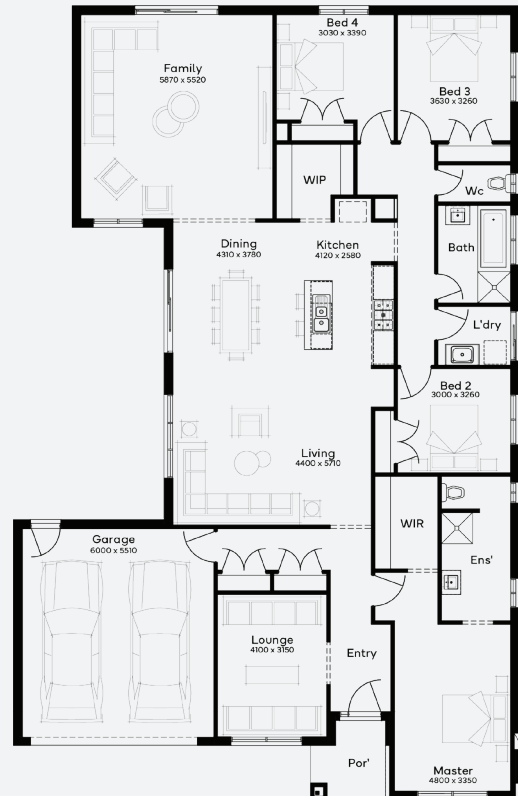 Bed 4
3030 x 3390
Family
5870 x 5520
Bed 3
3630 x 3260
WIP
Wc
Dining
4310 x 3780
Kitchen
4120 x 2580
Bath
L'dry
Bed 2
3000 x 3260
Living
4400 x 5710
WIR
Garage
6000 x 5510
Ens'
Lounge
4100 x 3150
Entry
Por'
Master
4800 x 3350